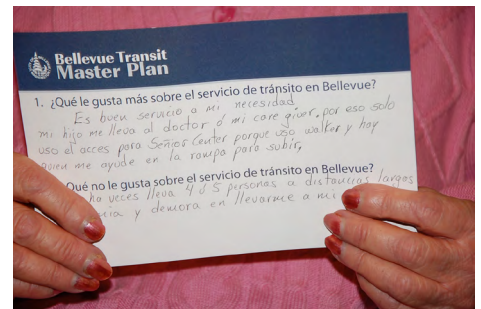 Bellevue Transit
Master Plan
1. ¿Qué le gusta más sobre el servicio de tránsito en Bellevue?
Es buen servicio a mi necesidad.
mi hijo me lleva al doctor ó mi care giver, por eso solo
uso el acces para Señios Center porque uso walker y hay
quien me ayude en la rampa para subir,
Qué no le gusta sobre el servicio de tránsito en Bellevue?
ha veces lleva 4 ó 5 personas a distancias largas
y demora en llevarme a mi